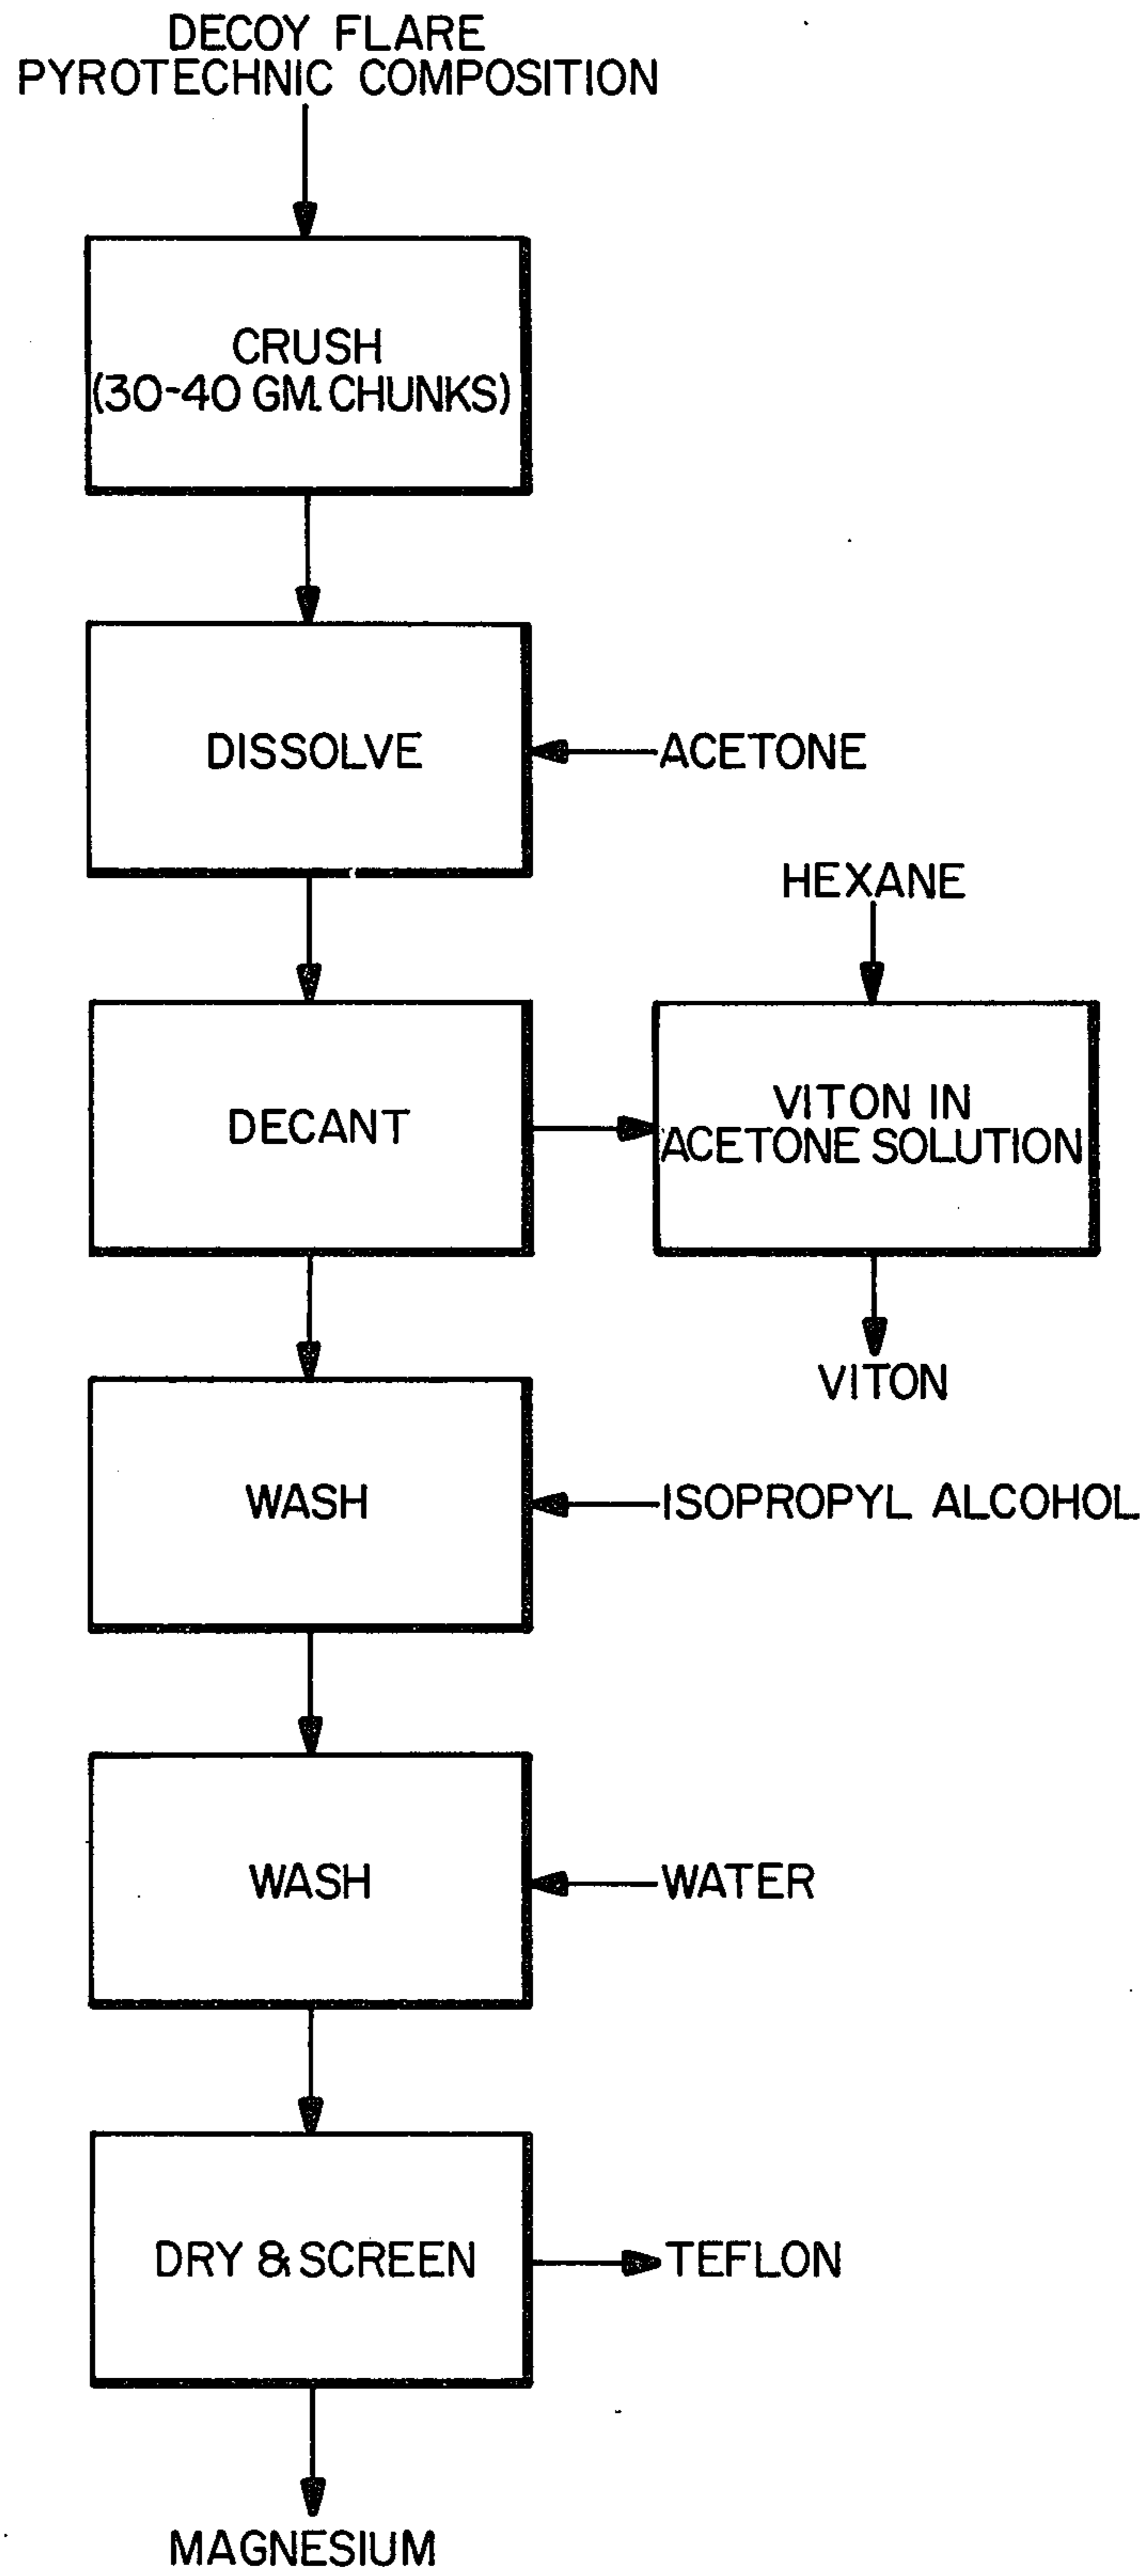 DECOY FLARE
PYROTECHNIC COMPOSITION
CRUSH
(30-40 GM. CHUNKS)
DISSOLVE
ACETONE
HEXANE
DECANT
VITON IN
ACETONE SOLUTION
VITON
WASH
ISOPROPYL ALCOHOL
WASH
WATER
DRY & SCREEN
TEFLON
MAGNESIUM